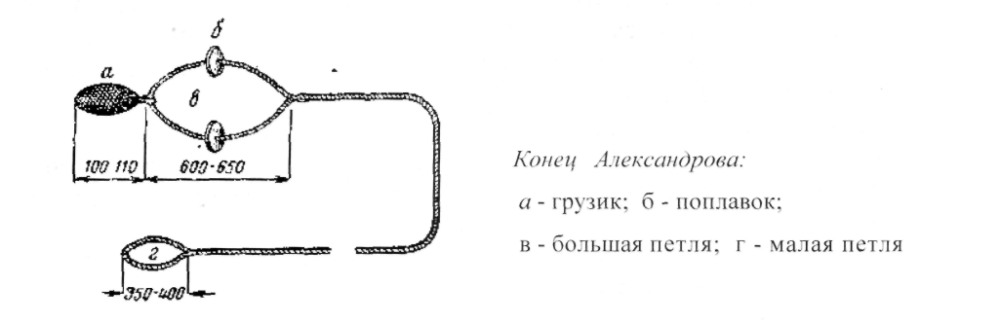 б
а
в
100 110
600-650
Конец Александрова:
а - грузик; б - поплавок;
в - большая петля; г - малая петля
г
350-400